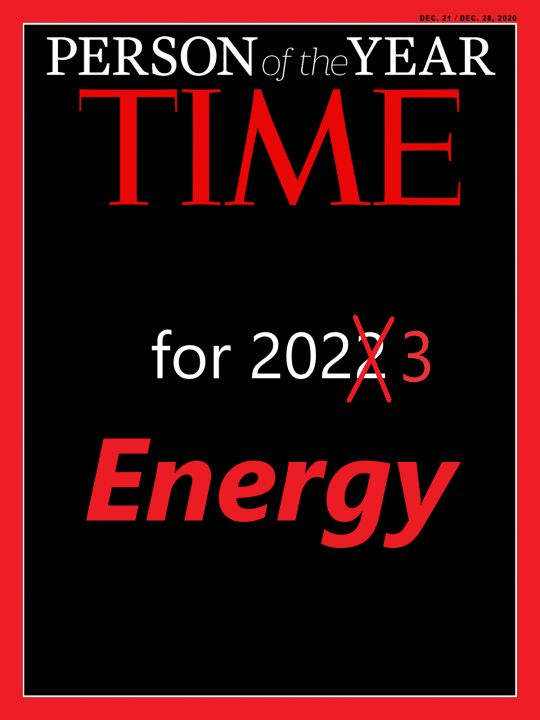 DEC. 21 / DEC. 28, 2020
PERSON of the YEAR
TIME
for 2022 3
Energy